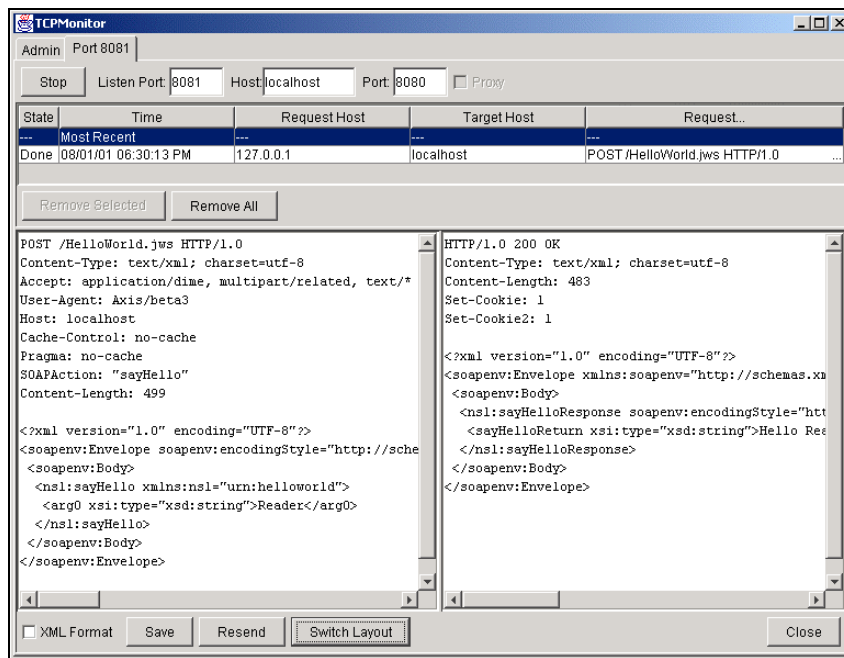 TCPMonitor
Admin Port 8081
Stop Listen Port: 8081 Host: localhost Port: 8080 Proxy
State Time Request Host Target Host Request...
--- Most Recent --- --- ---
Done 08/01/01 06:30:13 PM 127.0.0.1 localhost POST /HelloWorld.jws HTTP/1.0 ...
Remove Selected Remove All
POST /HelloWorld.jws HTTP/1.0
Content-Type: text/xml; charset=utf-8
Accept: application/dime, multipart/related, text/*
User-Agent: Axis/beta3
Host: localhost
Cache-Control: no-cache
Pragma: no-cache
SOAPAction: "sayHello"
Content-Length: 499
<?xml version="1.0" encoding="UTF-8"?>
<soapenv:Envelope soapenv:encodingStyle="http://sche
<soapenv:Body>
<ns1:sayHello xmlns:ns1="urn:helloworld">
<arg0 xsi:type="xsd:string">Reader</arg0>
</ns1:sayHello>
</soapenv:Body>
</soapenv:Envelope>
HTTP/1.0 200 OK
Content-Type: text/xml; charset=utf-8
Content-Length: 483
Set-Cookie: 1
Set-Cookie2: 1
<?xml version="1.0" encoding="UTF-8"?>
<soapenv:Envelope xmlns:soapenv="http://schemas.xm
<soapenv:Body>
<ns1:sayHelloResponse soapenv:encodingStyle="htt
<sayHelloReturn xsi:type="xsd:string">Hello Rea
</ns1:sayHelloResponse>
</soapenv:Body>
</soapenv:Envelope>
XML Format Save Resend Switch Layout Close